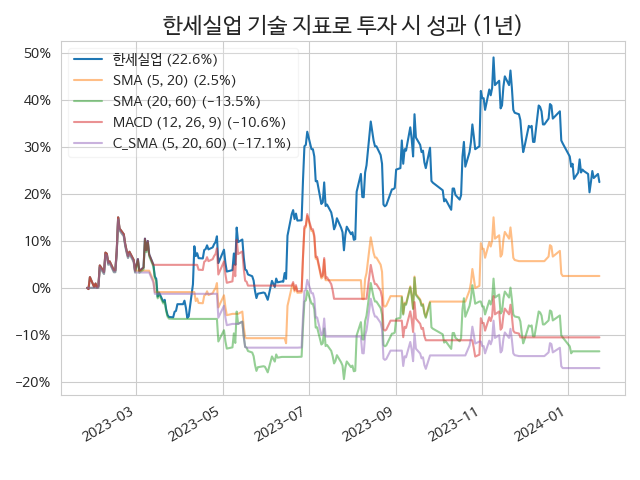 한세실업 기술 지표로 투자 시 성과 (1년)
한세실업 (22.6%)
SMA (5, 20) (2.5%)
SMA (20, 60) (−13.5%)
MACD (12, 26, 9) (−10.6%)
C_SMA (5, 20, 60) (−17.1%)
50%
40%
30%
20%
10%
0%
−10%
−20%
2023−03
2023−05
2023−07
2023−09
2023−11
2024−01